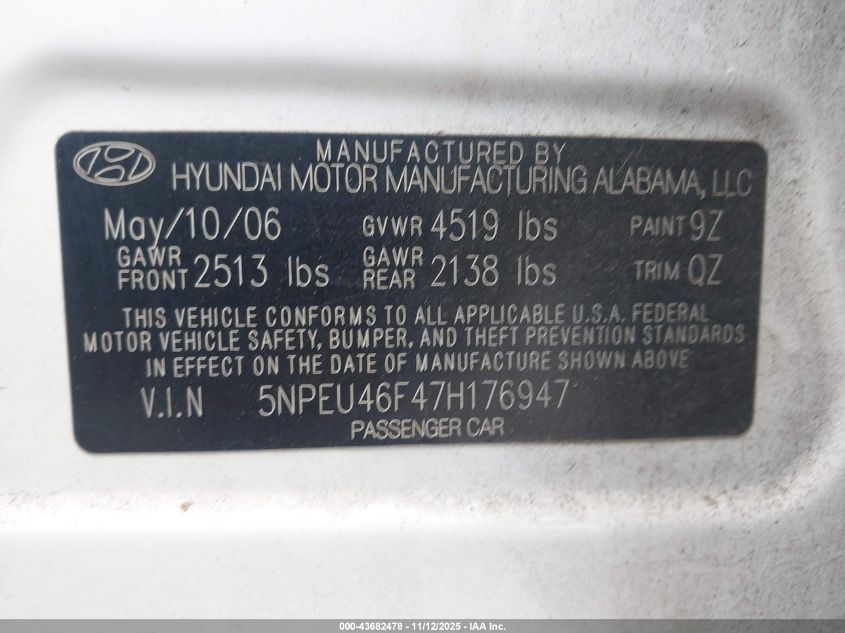 MANUFACTURED BY
HYUNDAI MOTOR MANUFACTURING ALABAMA, LLC
May/10/06 GVWR 4519 lbs PAINT 9Z
GAWR FRONT 2513 lbs GAWR REAR 2138 lbs TRIM QZ
THIS VEHICLE CONFORMS TO ALL APPLICABLE U.S.A. FEDERAL
MOTOR VEHICLE SAFETY, BUMPER, AND THEFT PREVENTION STANDARDS
IN EFFECT ON THE DATE OF MANUFACTURE SHOWN ABOVE
V.I.N 5NPEU46F47H176947
PASSENGER CAR
000-43682478 - 11/12/2025 - IAA Inc.